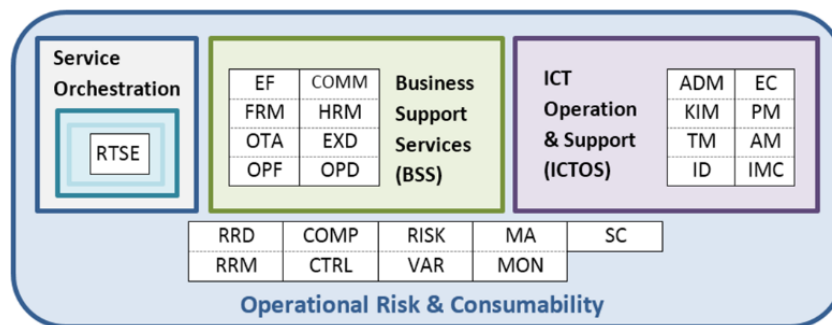 Service
Orchestration
RTSE
EF COMM
FRM HRM
OTA EXD
OPF OPD
Business
Support
Services
(BSS)
ICT
Operation
& Support
(ICTOS)
ADM EC
KIM PM
TM AM
ID IMC
RRD COMP RISK MA SC
RRM CTRL VAR MON
Operational Risk & Consumability